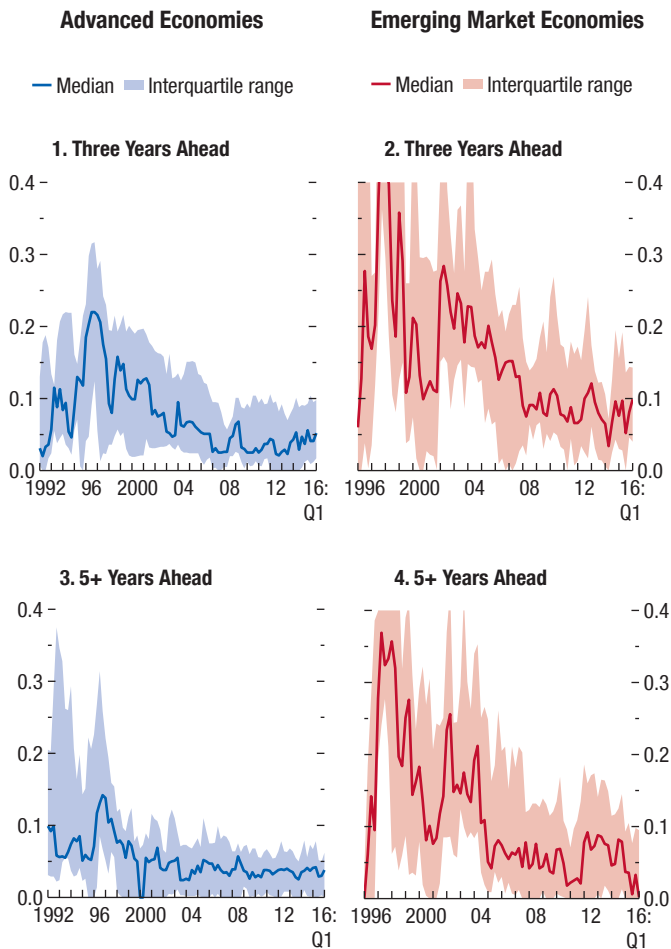 Advanced Economies
Emerging Market Economies
Median Interquartile range
Median Interquartile range
1. Three Years Ahead
0.4
0.3
0.2
0.1
0.0
1992 96 2000 04 08 12 16:
Q1
2. Three Years Ahead
0.4
0.3
0.2
0.1
0.0
1996 2000 04 08 12 16:
Q1
3. 5+ Years Ahead
0.4
0.3
0.2
0.1
0.0
1992 96 2000 04 08 12 16:
Q1
4. 5+ Years Ahead
0.4
0.3
0.2
0.1
0.0
1996 2000 04 08 12 16:
Q1